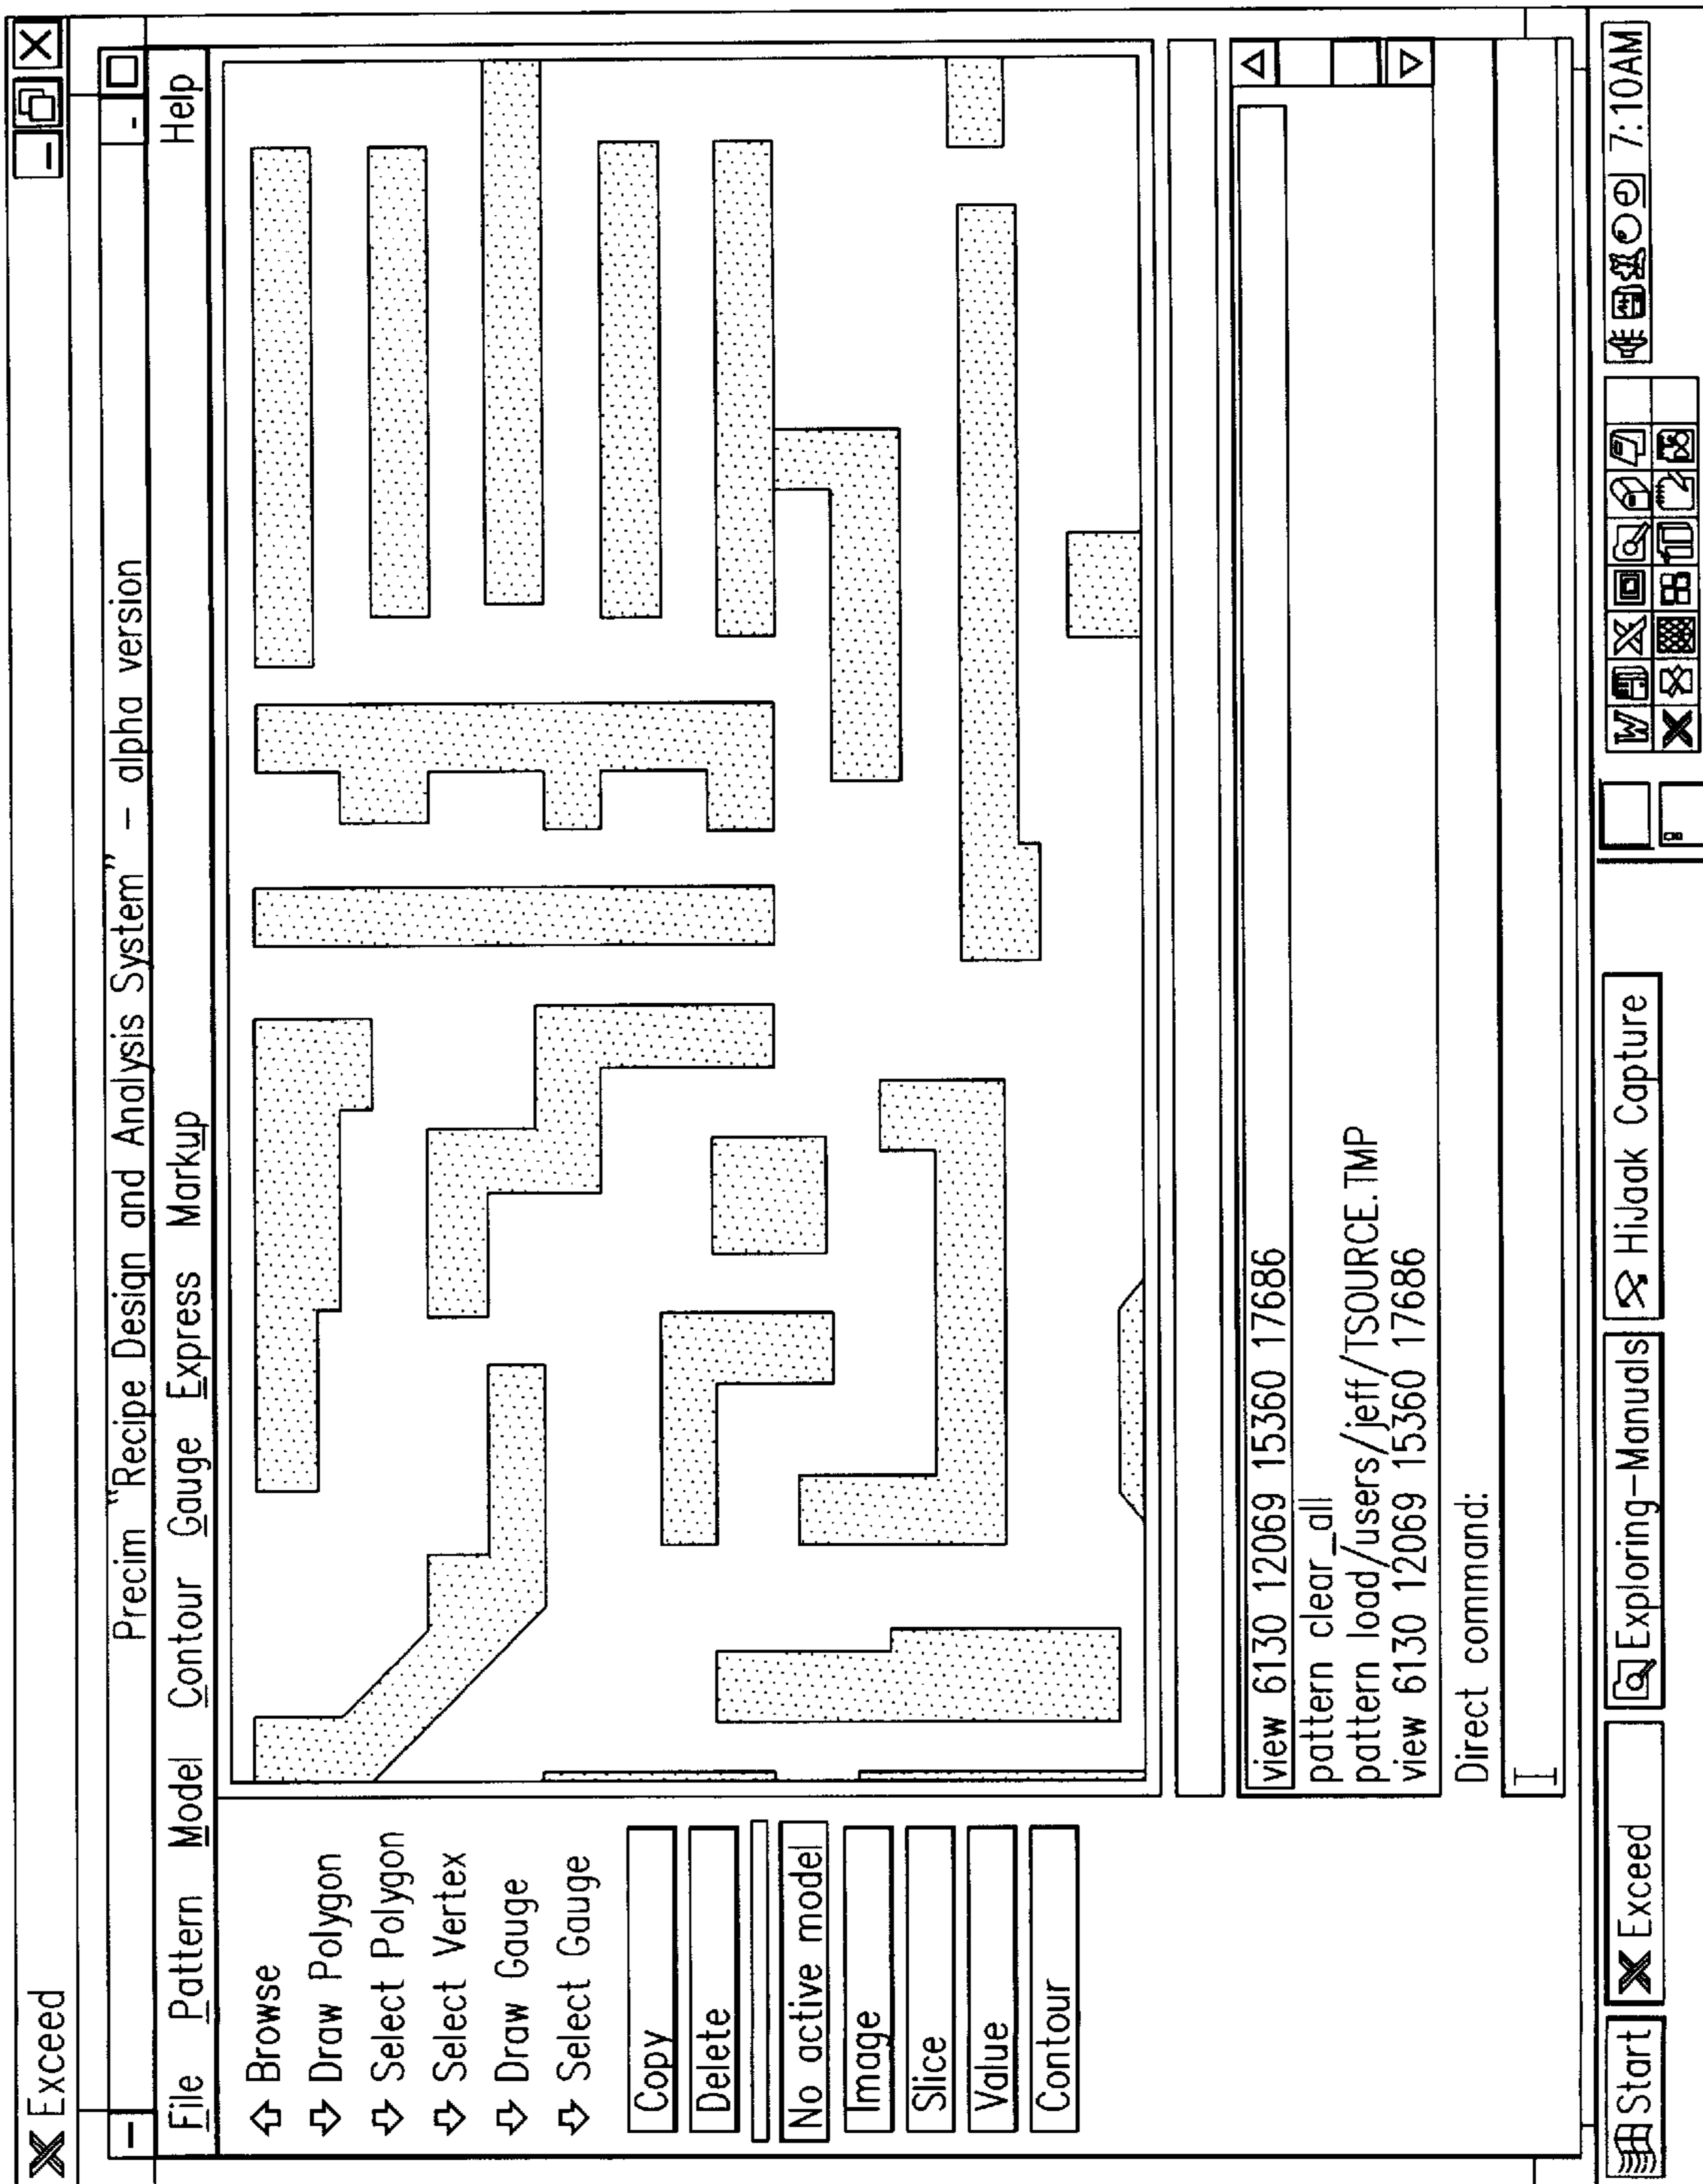 Exceed
Precim "Recipe Design and Analysis System" – alpha version
File Pattern Model Contour Gauge Express Markup Help
Browse
Draw Polygon
Select Polygon
Select Vertex
Draw Gauge
Select Gauge
Copy
Delete
No active model
Image
Slice
Value
Contour
view 6130 12069 15360 17686
pattern clear_all
pattern load/users/jeff/TSOURCE.TMP
view 6130 12069 15360 17686
Direct command:
Start Exceed Exploring-Manuals HiJaak Capture W 7:10AM